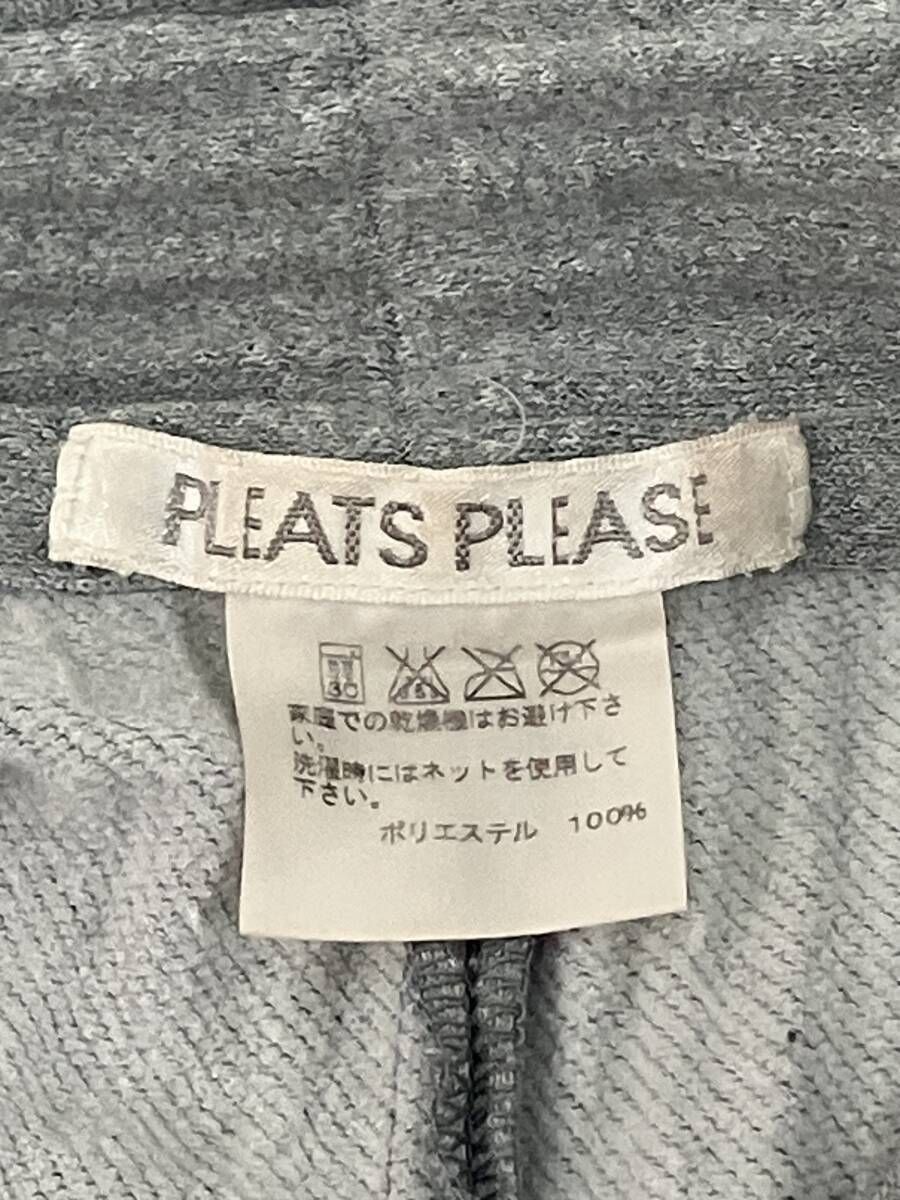 PLEATS PLEASE
30
家庭での乾燥機はお避け下さ
い。
洗濯時にはネットを使用して
下さい。
ポリエステル 100%